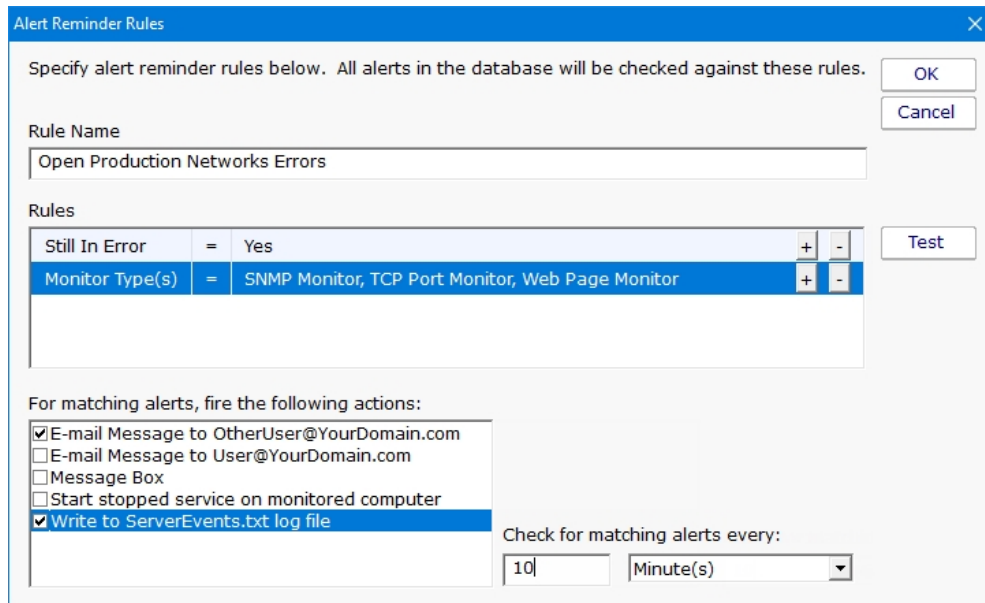 Alert Reminder Rules
Specify alert reminder rules below. All alerts in the database will be checked against these rules.
OK
Cancel
Rule Name
Open Production Networks Errors
Rules
Still In Error = Yes + -
Test
Monitor Type(s) = SNMP Monitor, TCP Port Monitor, Web Page Monitor + -
For matching alerts, fire the following actions:
E-mail Message to OtherUser@YourDomain.com
E-mail Message to User@YourDomain.com
Message Box
Start stopped service on monitored computer
Write to ServerEvents.txt log file
Check for matching alerts every:
10 Minute(s)